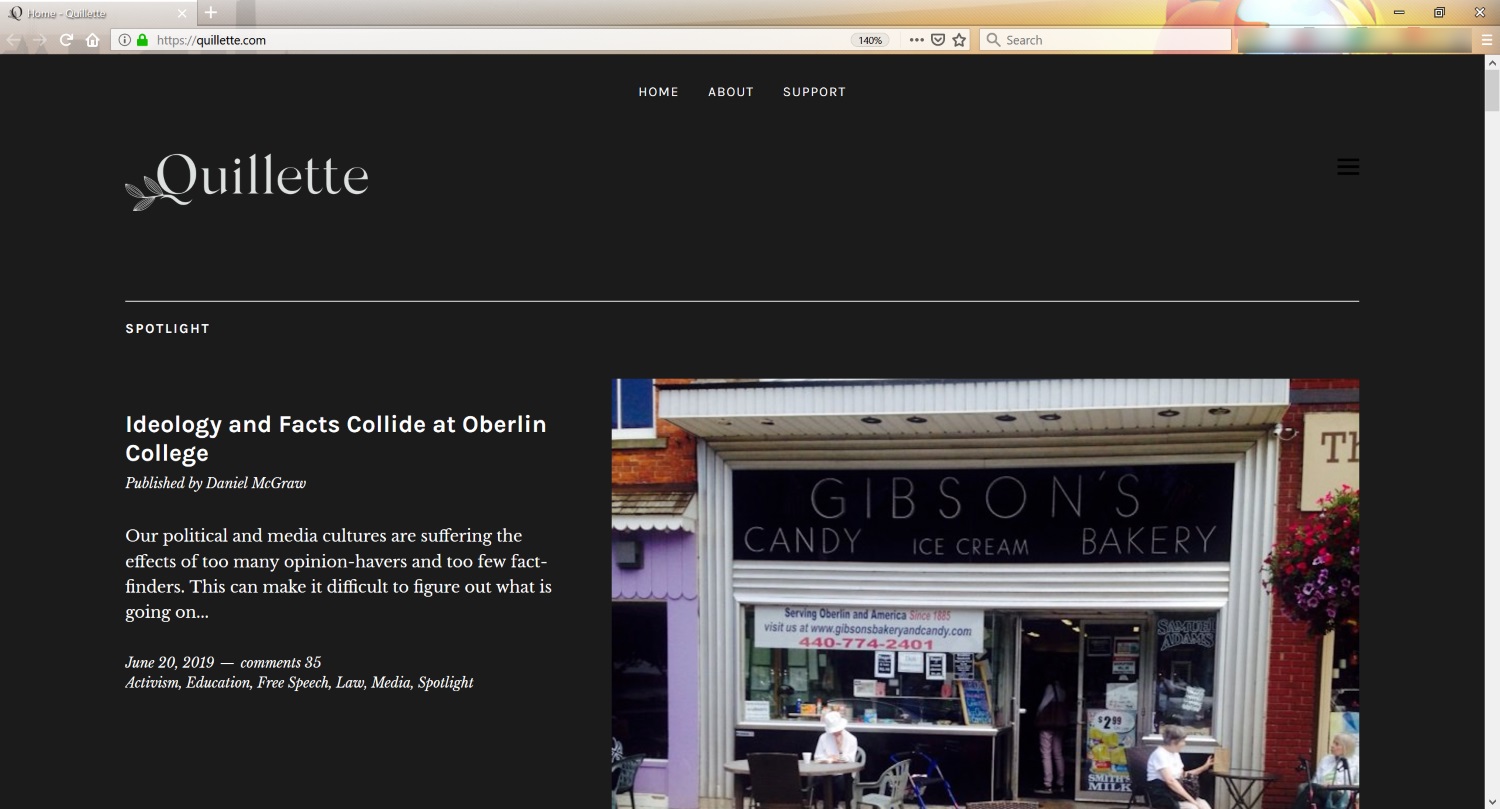 Home - Quillette
https://quillette.com
140%
Search
HOME ABOUT SUPPORT
Quillette
SPOTLIGHT
Ideology and Facts Collide at Oberlin
College
Published by Daniel McGraw
Our political and media cultures are suffering the
effects of too many opinion-havers and too few fact-
finders. This can make it difficult to figure out what is
going on...
June 20, 2019 — comments 35
Activism, Education, Free Speech, Law, Media, Spotlight
GIBSON'S
CANDY ICE CREAM BAKERY
Serving Oberlin and America Since 1885
visit us at www.gibsonsbakeryandcandy.com
440-774-2401
SAMUEL
ADAMS
$2.99
SMITH'S
MILK